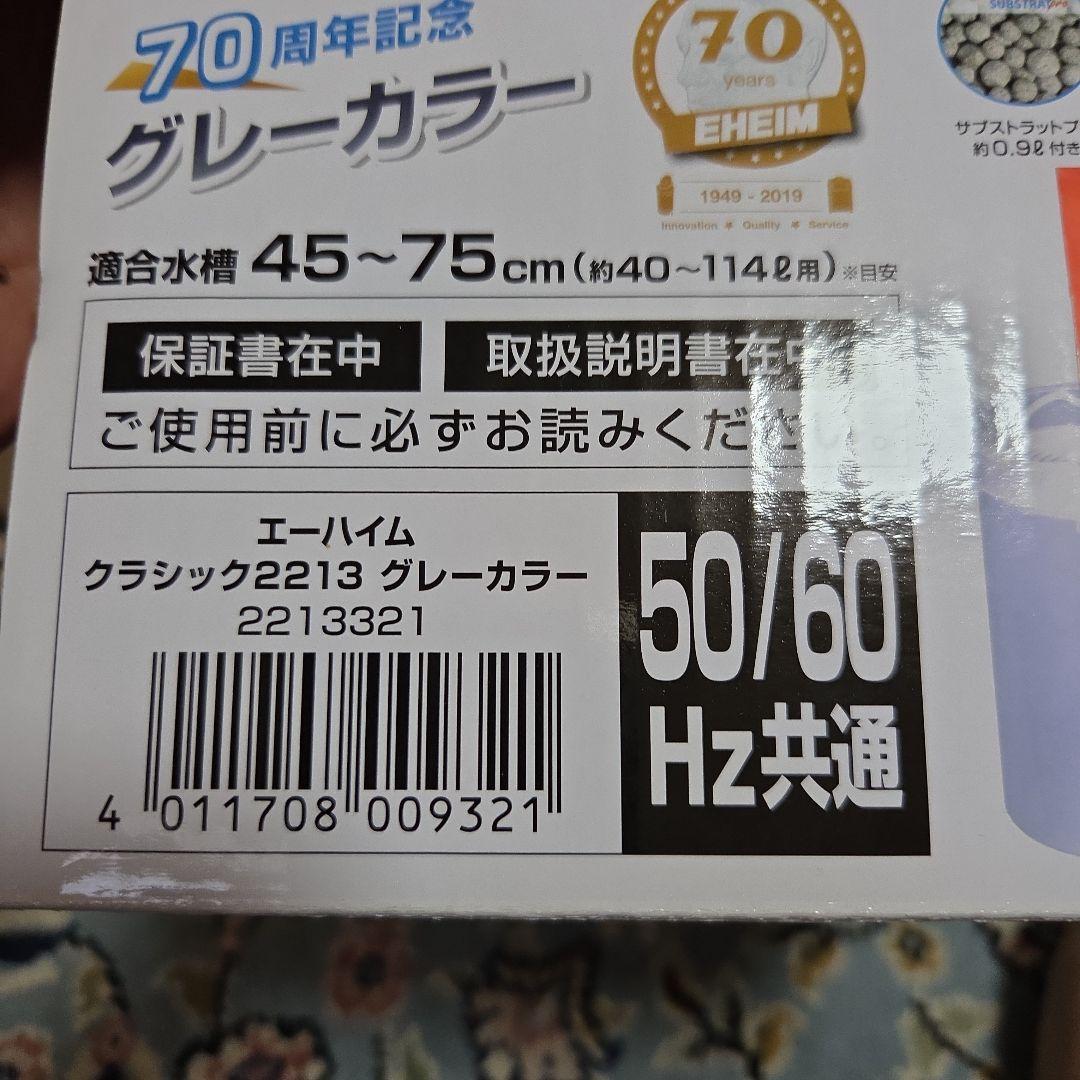 70周年記念
グレーカラー
70
years
EHEIM
1949 - 2019
Innovation ★ Quality ★ Service
SUBSTRATpro
サブストラットプ
約0.9ℓ付き
適合水槽 45～75cm（約40～114ℓ用）※目安
保証書在中
取扱説明書在中
ご使用前に必ずお読みください。
エーハイム
クラシック2213 グレーカラー
2213321
4 011708 009321
50/60
Hz共通